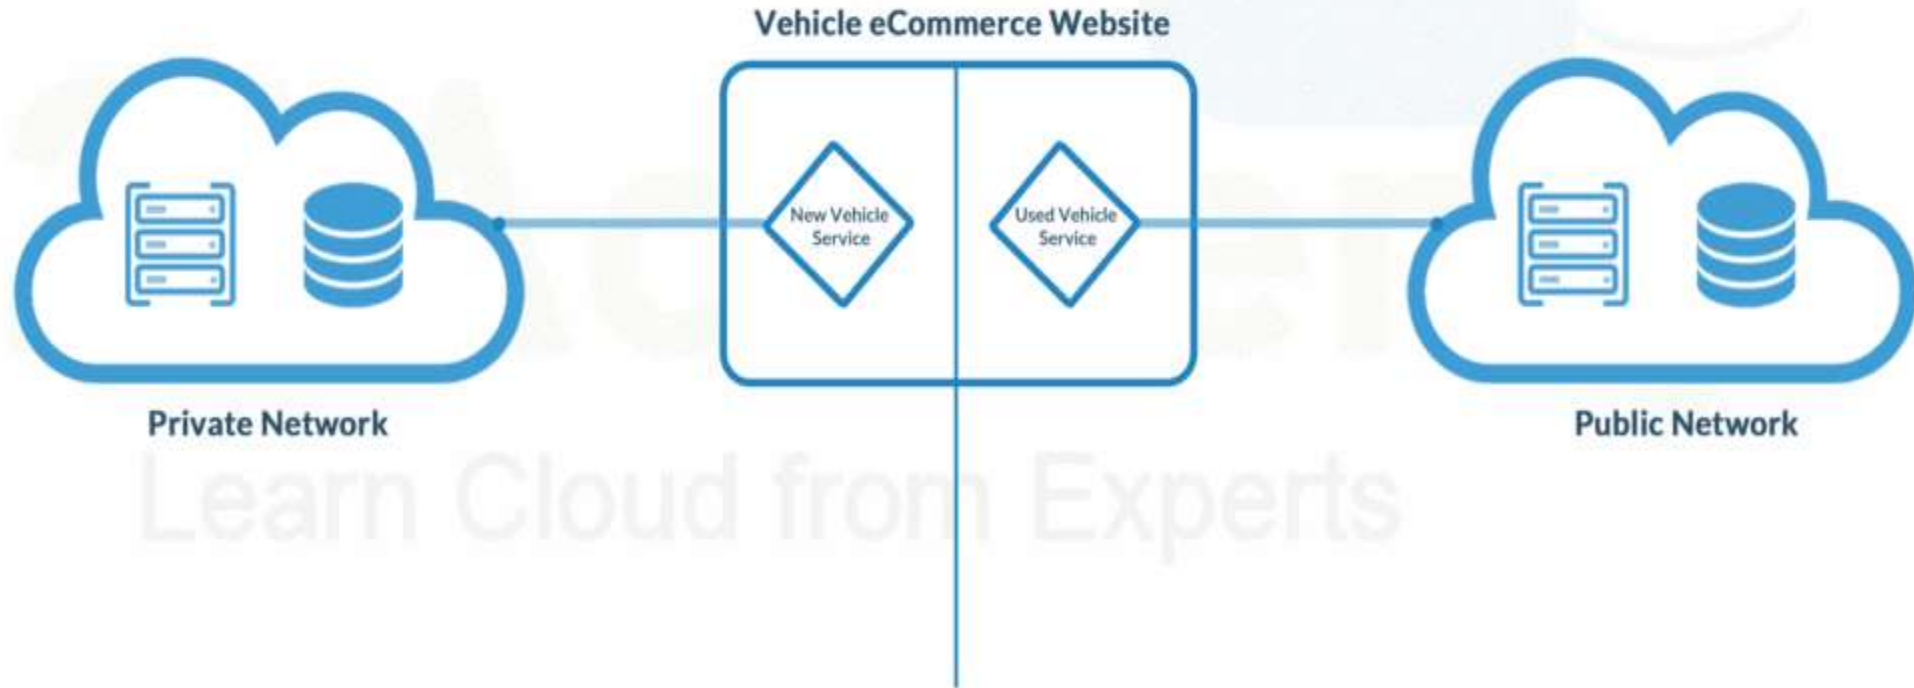 Vehicle eCommerce Website
New Vehicle
Service
Used Vehicle
Service
Private Network
Public Network
Learn Cloud from Experts